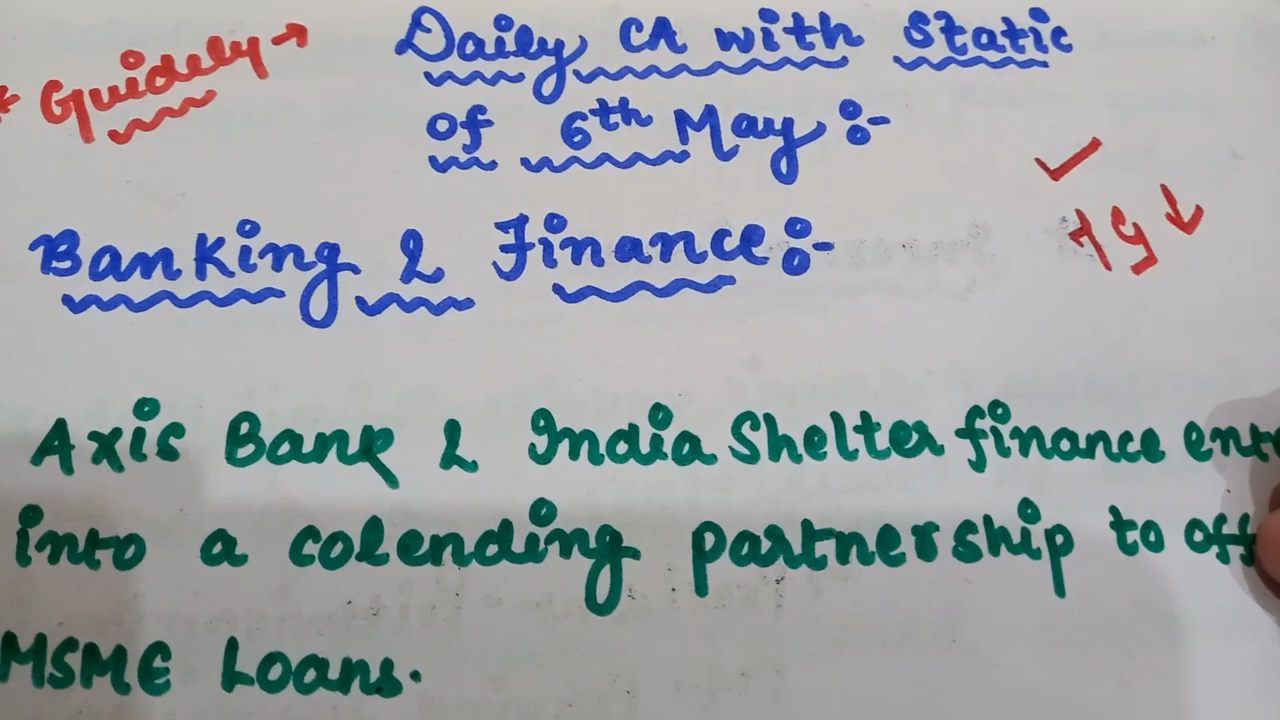 * Guidely → Daily CA with Static
of 6th May :-
Banking & Finance :-
Axis Bank & India Shelter finance ent
into a colending partnership to off
MSME Loans.